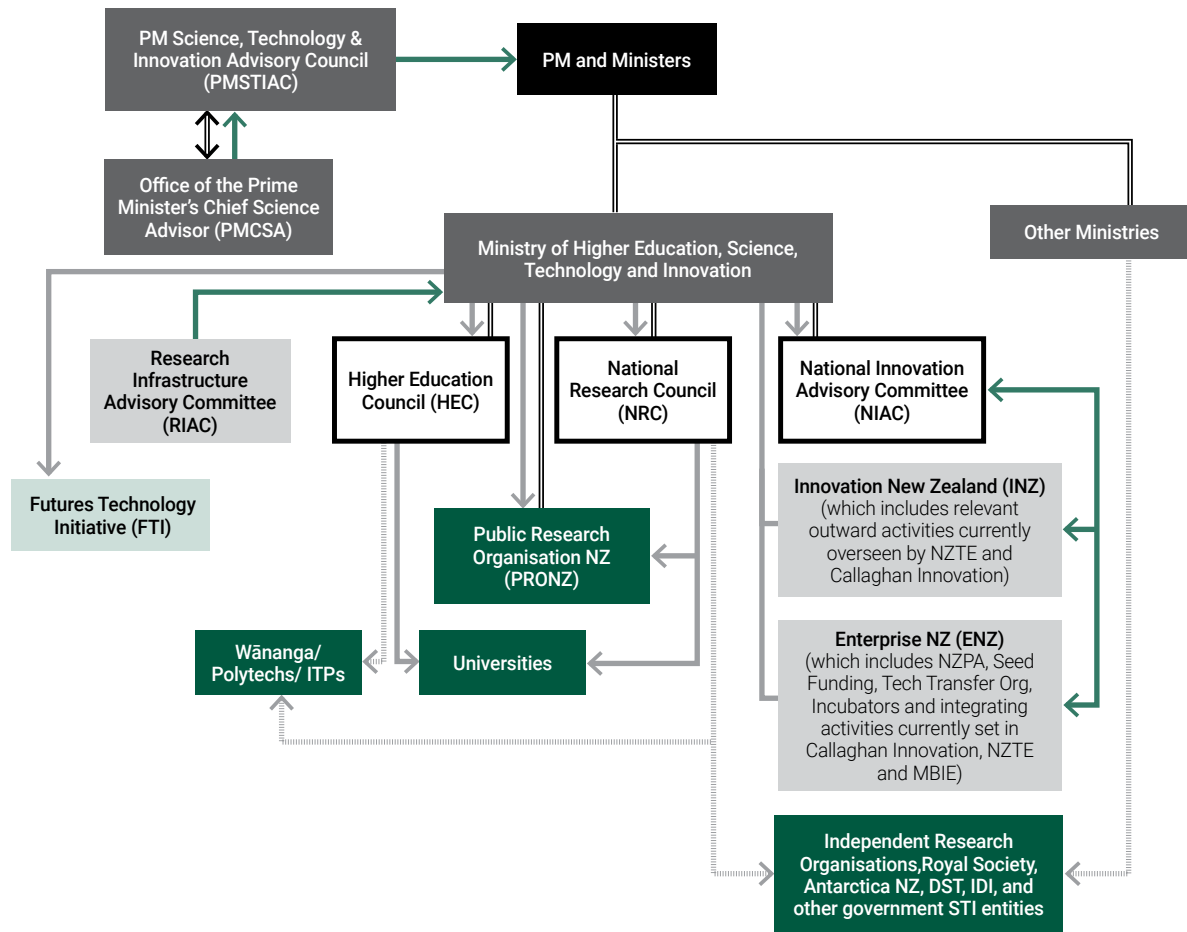 PM Science, Technology &
Innovation Advisory Council
(PMSTIAC)
PM and Ministers
Office of the Prime
Minister's Chief Science
Advisor (PMCSA)
Ministry of Higher Education, Science,
Technology and Innovation
Other Ministries
Research
Infrastructure
Advisory Committee
(RIAC)
Higher Education
Council (HEC)
National
Research Council
(NRC)
National Innovation
Advisory Committee
(NIAC)
Futures Technology
Initiative (FTI)
Public Research
Organisation NZ
(PRONZ)
Innovation New Zealand (INZ)
(which includes relevant
outward activities currently
overseen by NZTE and
Callaghan Innovation)
Wānanga/
Polytechs/ ITPs
Universities
Enterprise NZ (ENZ)
(which includes NZPA, Seed
Funding, Tech Transfer Org,
Incubators and integrating
activities currently set in
Callaghan Innovation, NZTE
and MBIE)
Independent Research
Organisations,Royal Society,
Antarctica NZ, DST, IDI, and
other government STI entities